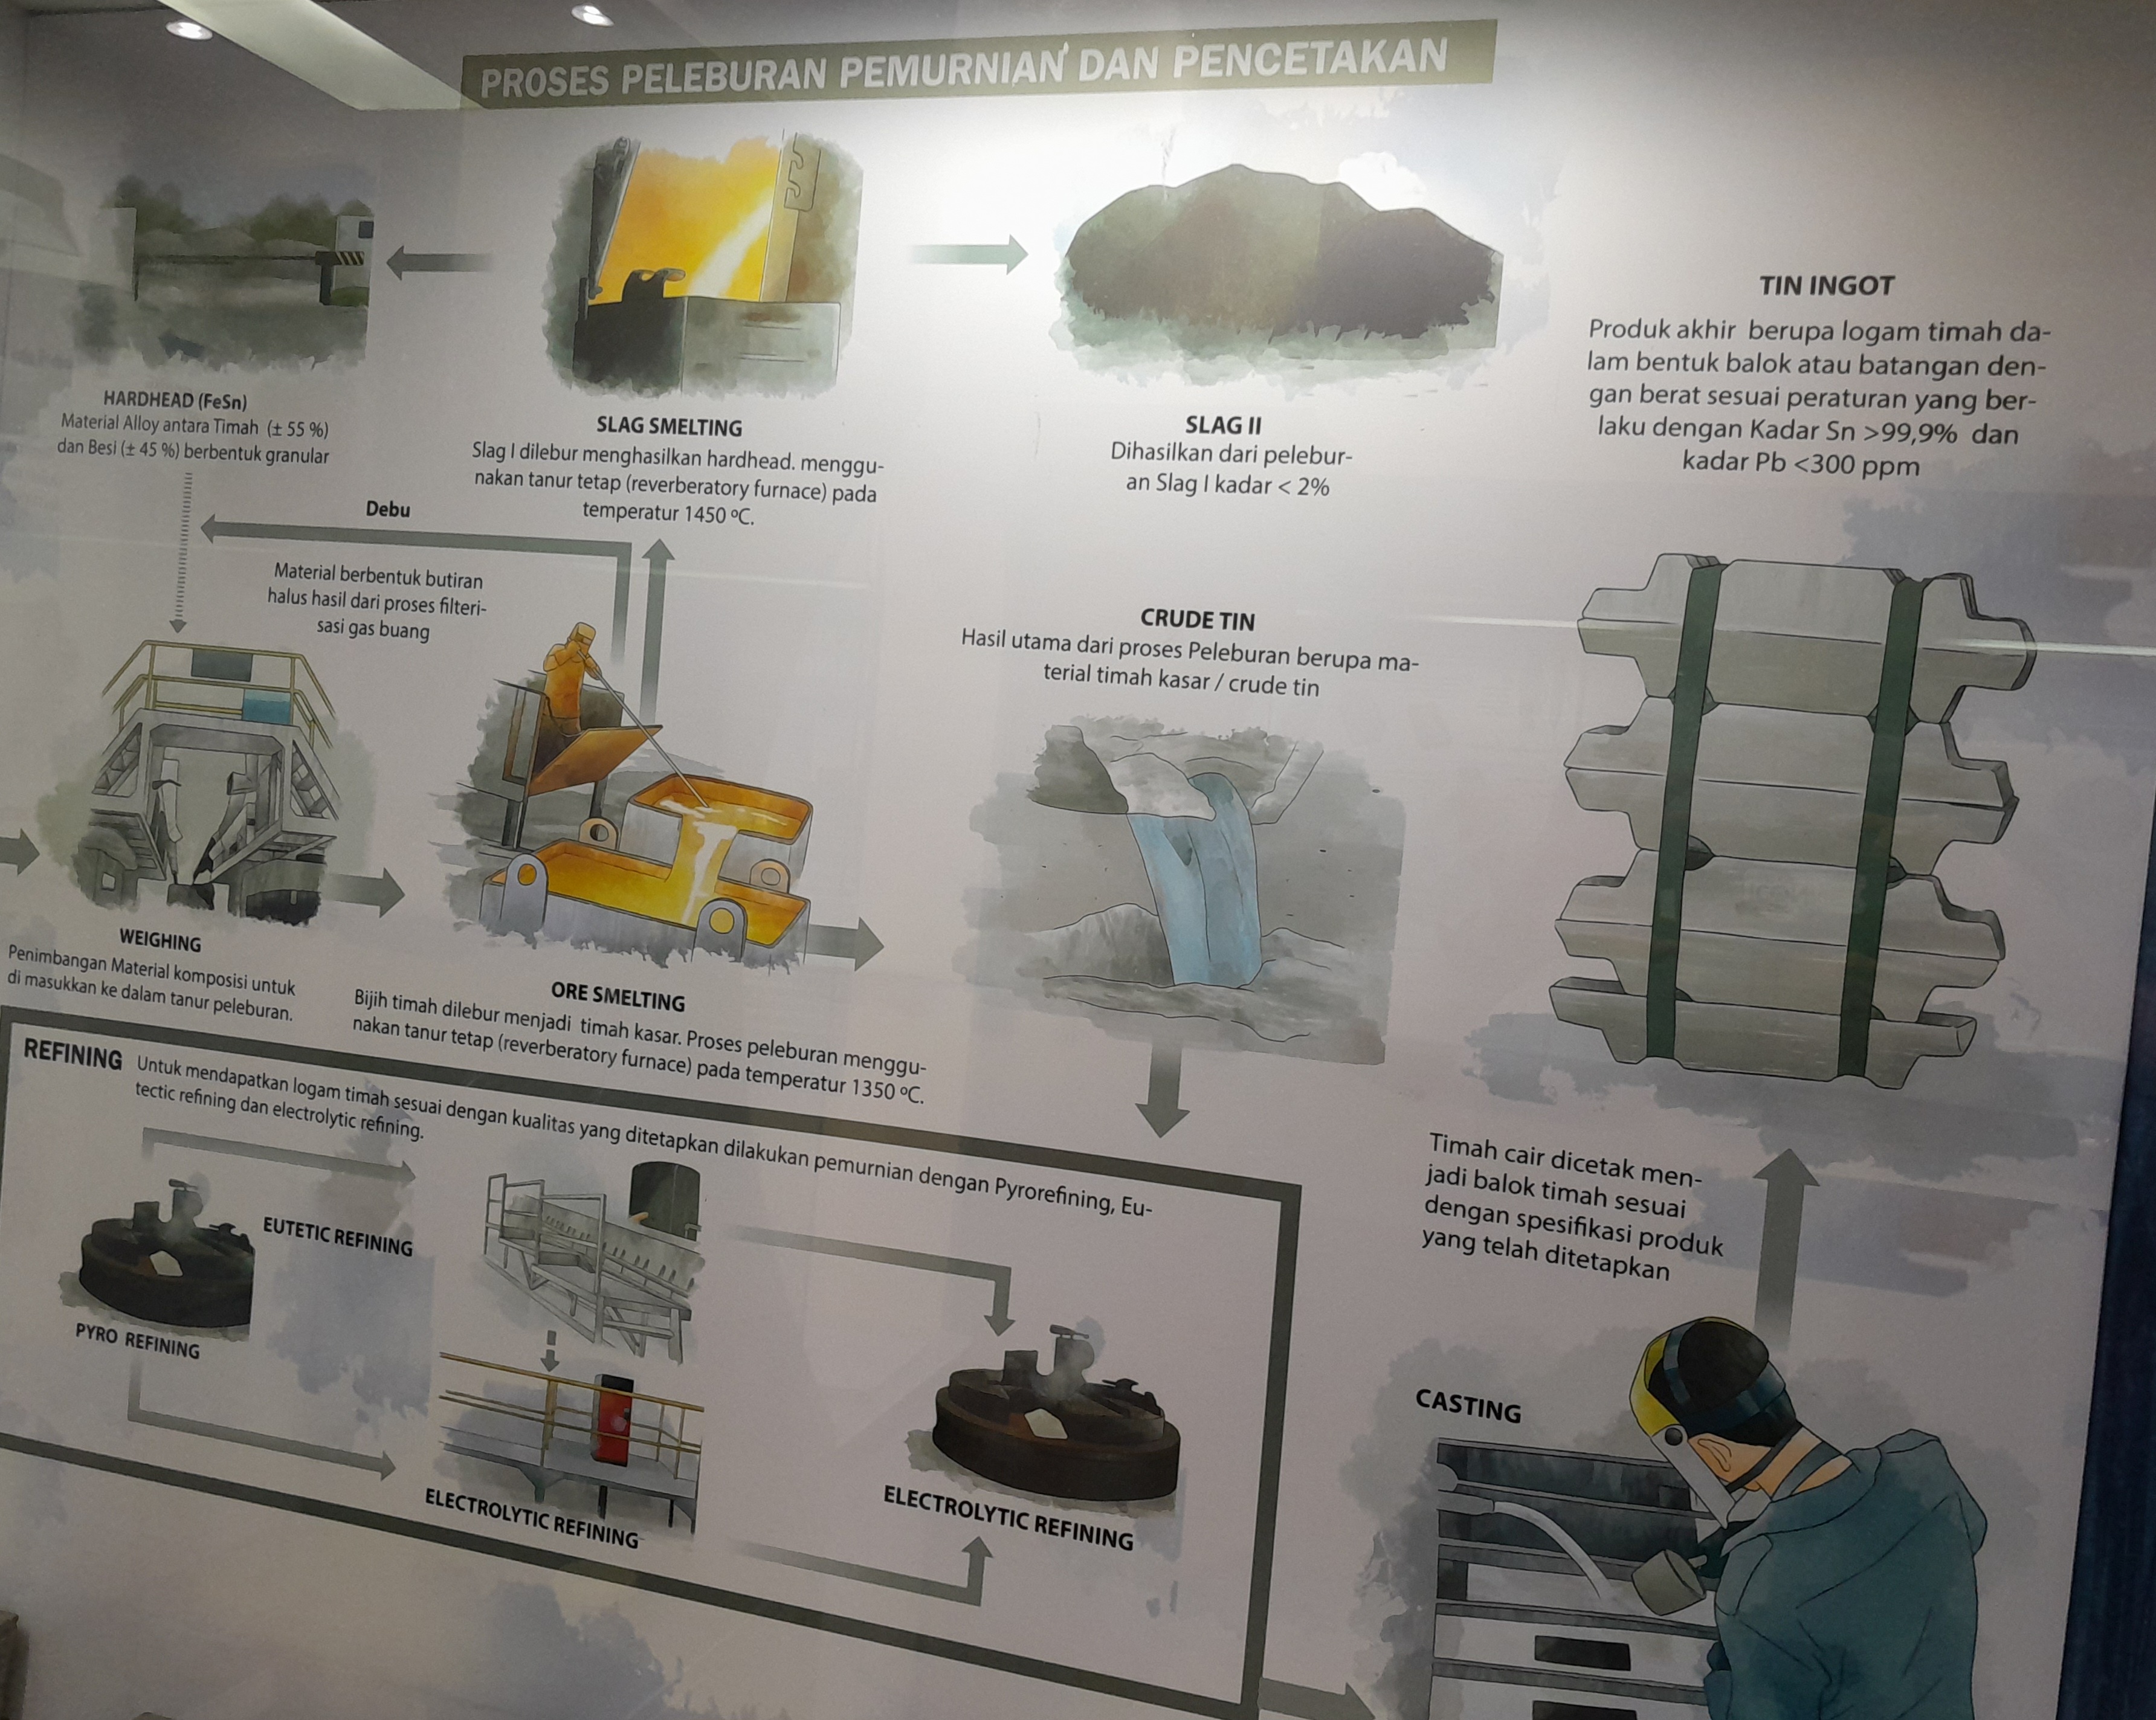 PROSES PELEBURAN PEMURNIAN DAN PENCETAKAN
HARDHEAD (FeSn)
Material Alloy antara Timah (± 55 %)
dan Besi (± 45 %) berbentuk granular
SLAG SMELTING
Slag I dilebur menghasilkan hardhead. menggu-
nakan tanur tetap (reverberatory furnace) pada
temperatur 1450 ºC.
SLAG II
Dihasilkan dari pelebur-
an Slag I kadar < 2%
TIN INGOT
Produk akhir berupa logam timah da-
lam bentuk balok atau batangan den-
gan berat sesuai peraturan yang ber-
laku dengan Kadar Sn >99,9% dan
kadar Pb <300 ppm
Debu
Material berbentuk butiran
halus hasil dari proses filteri-
sasi gas buang
CRUDE TIN
Hasil utama dari proses Peleburan berupa ma-
terial timah kasar / crude tin
WEIGHING
Penimbangan Material komposisi untuk
di masukkan ke dalam tanur peleburan.
ORE SMELTING
Bijih timah dilebur menjadi timah kasar. Proses peleburan menggu-
nakan tanur tetap (reverberatory furnace) pada temperatur 1350 ºC.
REFINING
Untuk mendapatkan logam timah sesuai dengan kualitas yang ditetapkan dilakukan pemurnian dengan Pyrorefining, Eu-
tectic refining dan electrolytic refining.
EUTETIC REFINING
PYRO REFINING
ELECTROLYTIC REFINING
ELECTROLYTIC REFINING
Timah cair dicetak men-
jadi balok timah sesuai
dengan spesifikasi produk
yang telah ditetapkan
CASTING